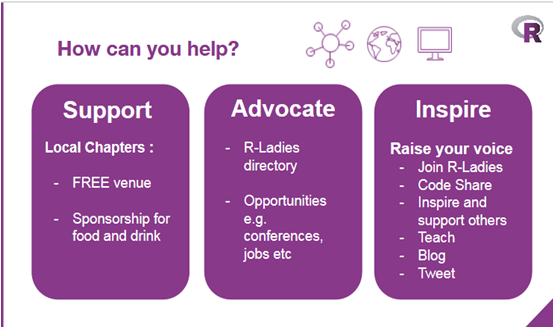 How can you help?
R
Support
Local Chapters :
- FREE venue
- Sponsorship for
food and drink
Advocate
- R-Ladies
directory
- Opportunities
e.g.
conferences,
jobs etc
Inspire
Raise your voice
- Join R-Ladies
- Code Share
- Inspire and
support others
- Teach
- Blog
- Tweet